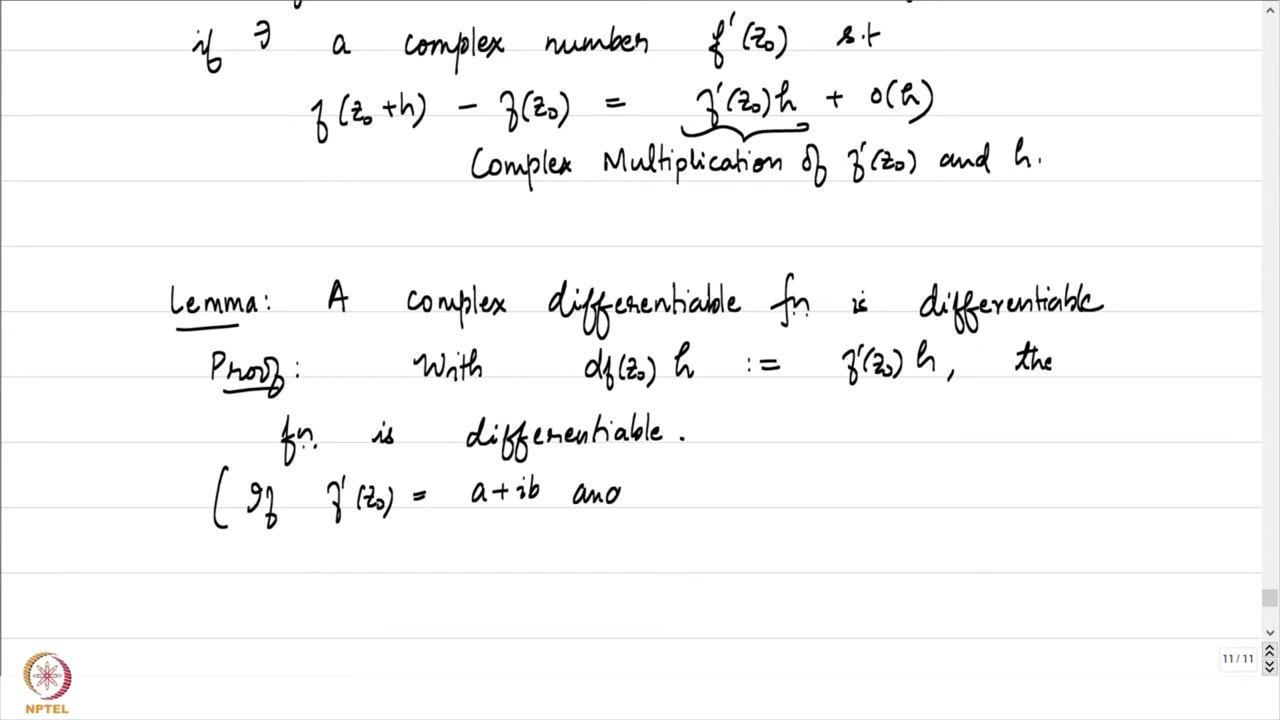 if ∃ a complex number f'(z₀) s.t
f(z₀+h) - f(z₀) = f'(z₀)h + o(h)
Complex Multiplication of f'(z₀) and h.
Lemma: A complex differentiable fn. is differentiable
Proof: With df(z₀) h := f'(z₀) h, the
fn. is differentiable.
( If f'(z₀) = a+ib and
11 / 11
NPTEL